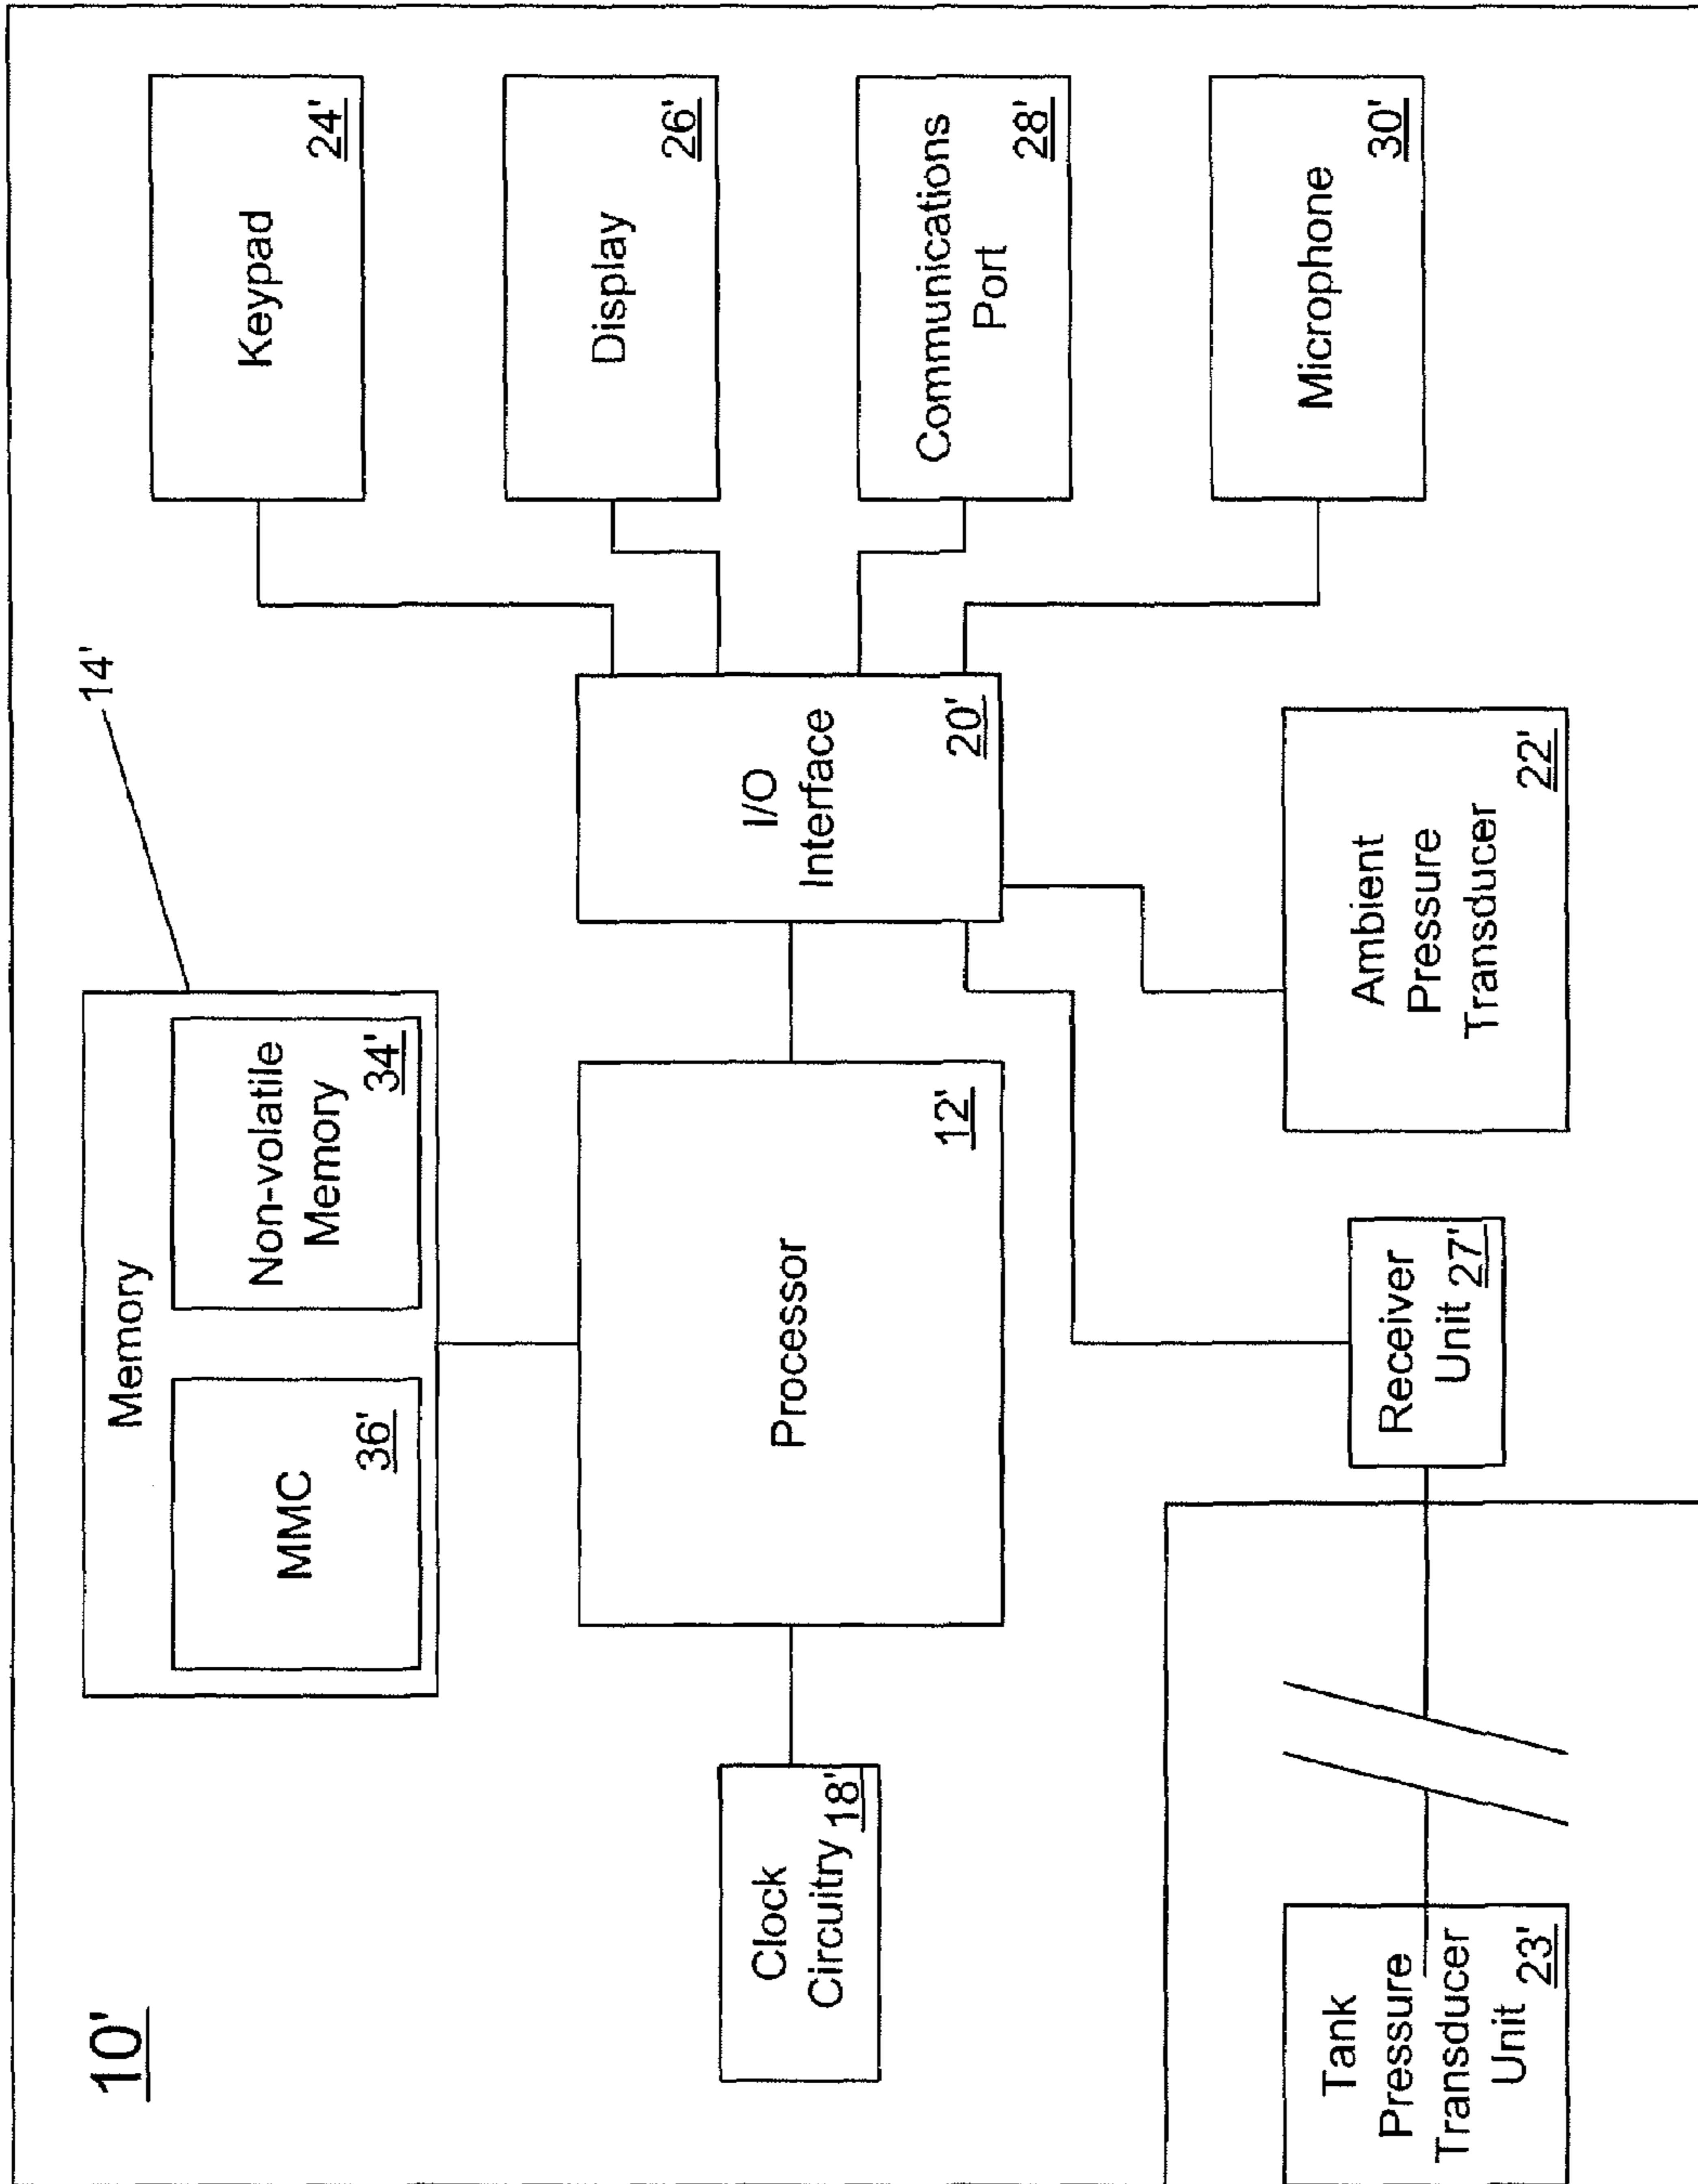 10'
14'
Memory
MMC
36'
Non-volatile
Memory
34'
Keypad
24'
Clock
Circuitry 18'
Processor
12'
I/O
Interface
20'
Display
26'
Communications
Port
28'
Microphone
30'
Tank
Pressure
Transducer
Unit
23'
Receiver
Unit 27'
Ambient
Pressure
Transducer
22'